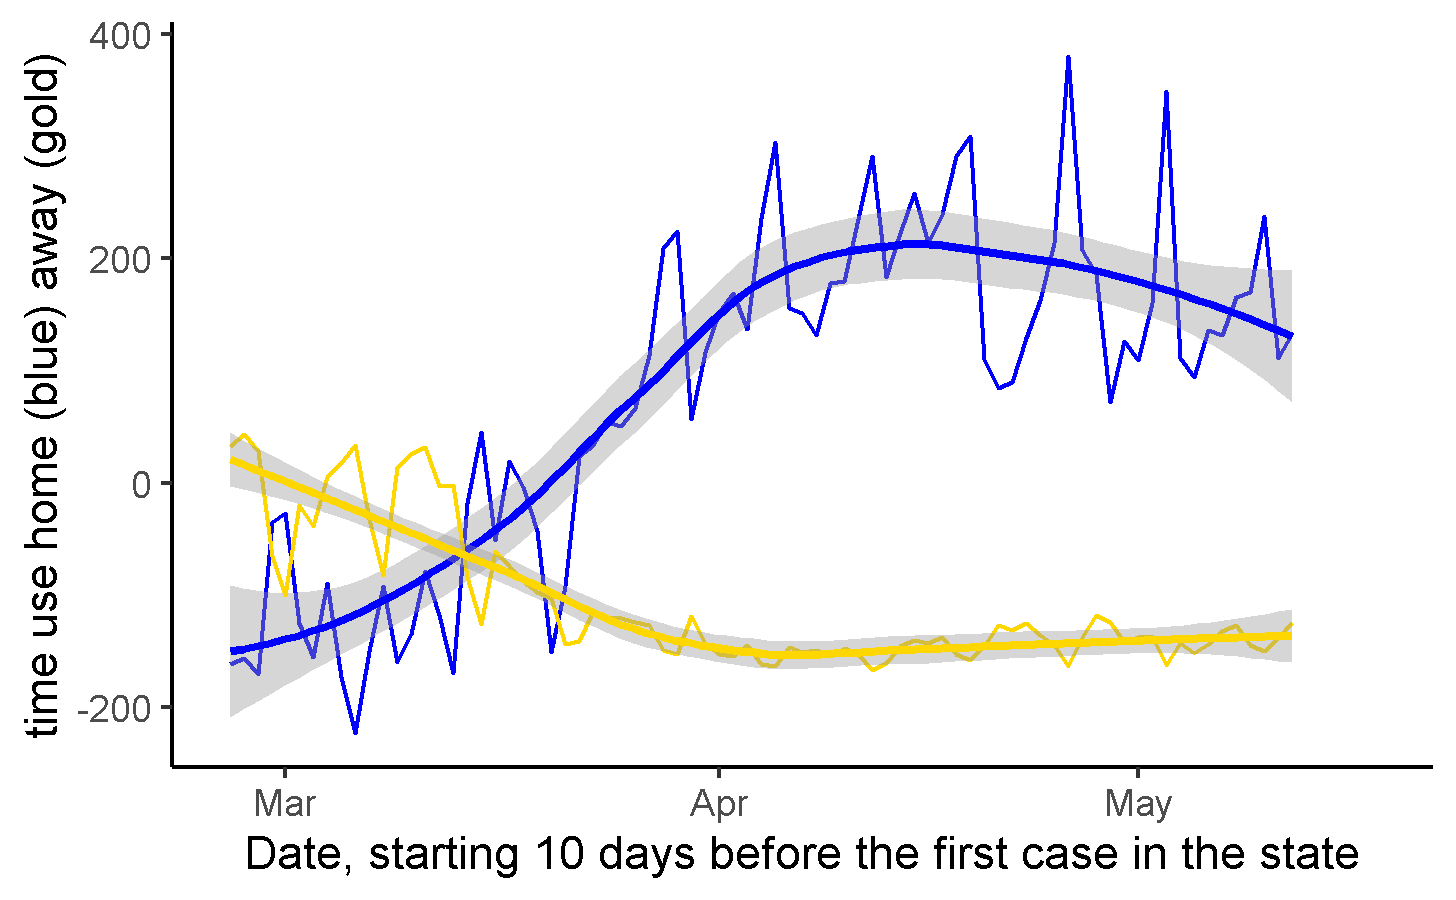 time use home (blue) away (gold)
400
200
0
-200
Mar
Apr
May
Date, starting 10 days before the first case in the state